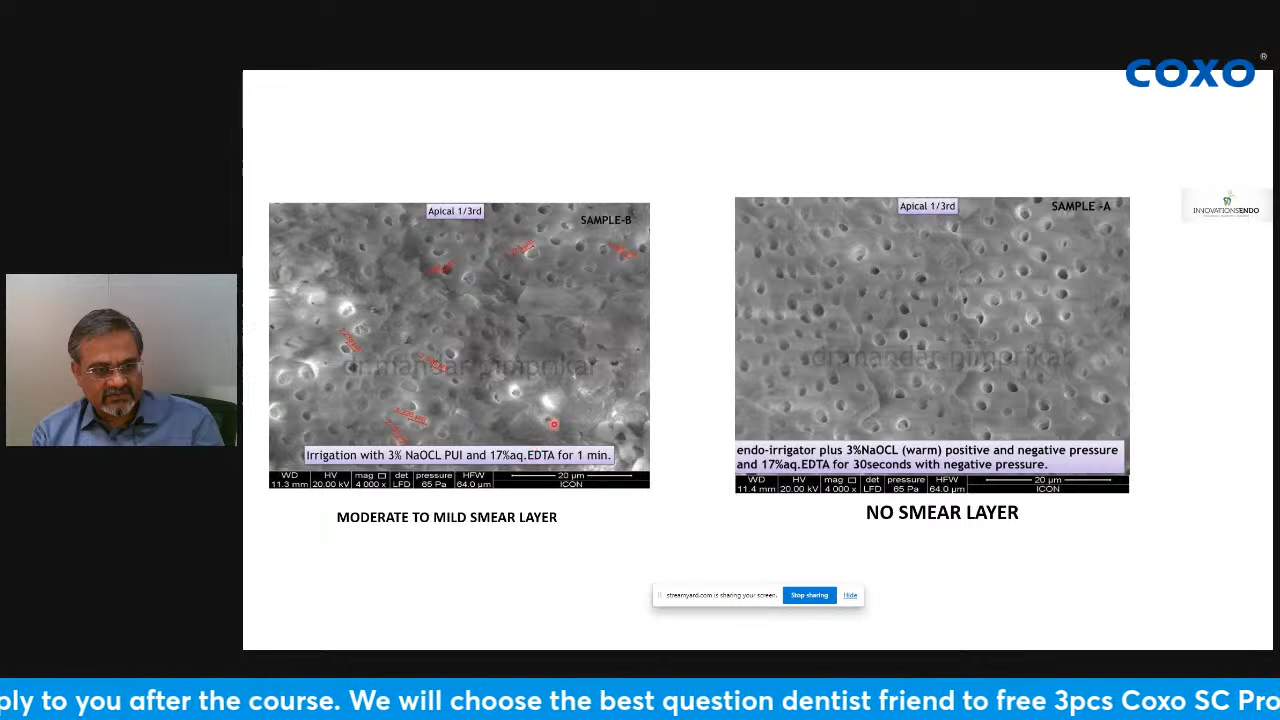 COXO
®
INNOVATIONSENDO
Apical 1/3rd
SAMPLE-B
dr.mandar pimprikar
Irrigation with 3% NaOCL PUI and 17%aq.EDTA for 1 min.
WD HV mag det pressure HFW 20 µm
11.3 mm 20.00 kV 4 000 x LFD 65 Pa 64.0 µm ICON
MODERATE TO MILD SMEAR LAYER
Apical 1/3rd
SAMPLE -A
dr.mandar pimprikar
endo-irrigator plus 3%NaOCL (warm) positive and negative pressure
and 17%aq.EDTA for 30seconds with negative pressure.
WD HV mag det pressure HFW 20 µm
11.4 mm 20.00 kV 4 000 x LFD 65 Pa 64.0 µm ICON
NO SMEAR LAYER
streamyard.com is sharing your screen. Stop sharing Hide
ply to you after the course. We will choose the best question dentist friend to free 3pcs Coxo SC Pro